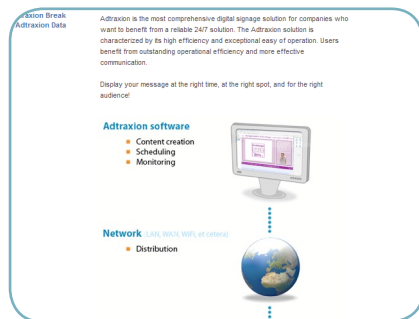 raxion Break
Adtraxion Data
Adtraxion is the most comprehensive digital signage solution for companies who
want to benefit from a reliable 24/7 solution. The Adtraxion solution is
characterized by its high efficiency and exceptional easy of operation. Users
benefit from outstanding operational efficiency and more effective
communication.
Display your message at the right time, at the right spot, and for the right
audience!
Adtraxion software
Content creation
Scheduling
Monitoring
Network (LAN, WAN, WiFi, et cetera)
Distribution